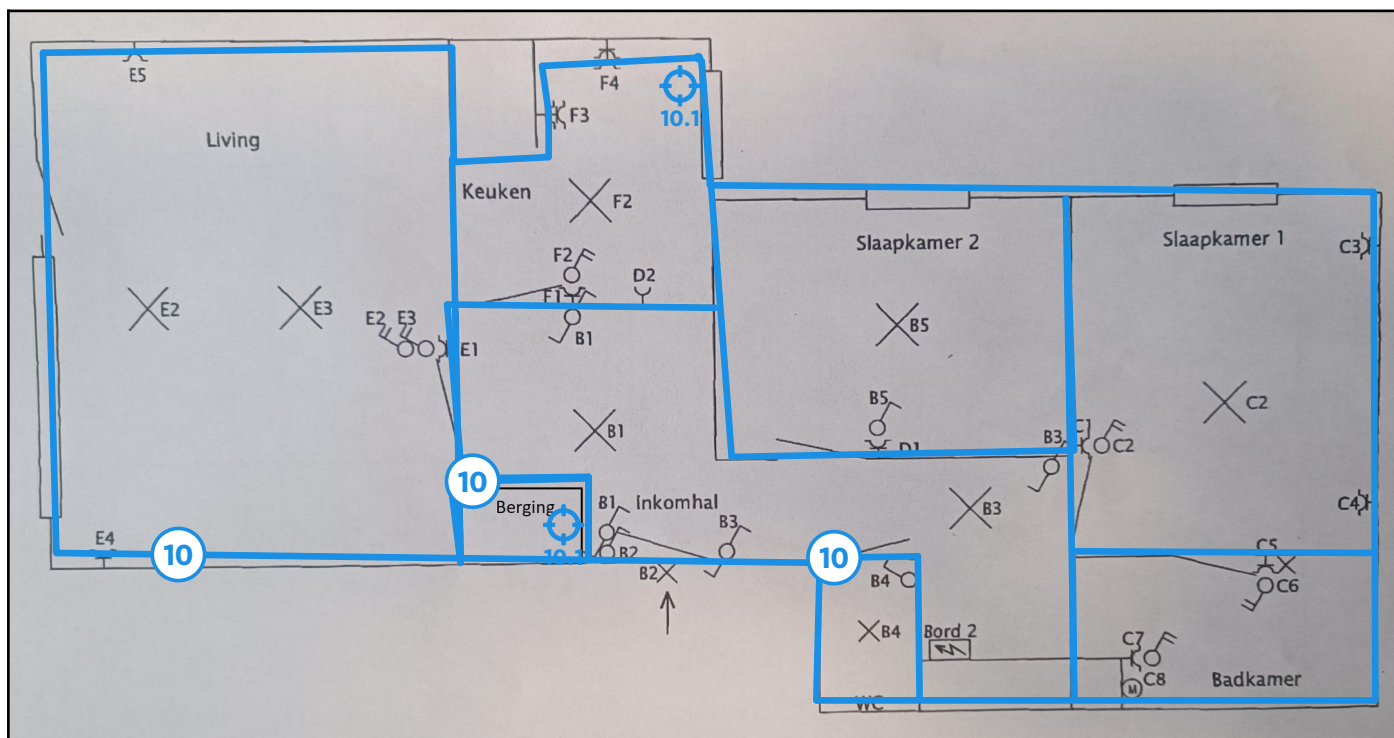 E5
F4
F3
10.1
Living
Keuken
F2
Slaapkamer 2
Slaapkamer 1
C3
F2
D2
E2
E3
E2 E3
E1
F1
B1
B5
B5
D1
C2
B1
B3
C1
C2
10
Berging
10.1
Inkomhal
B1
B2
B3
B3
C4
E4
10
B2
10
B4
C5
C6
B4
Bord 2
C7
C8
M
Badkamer
WC